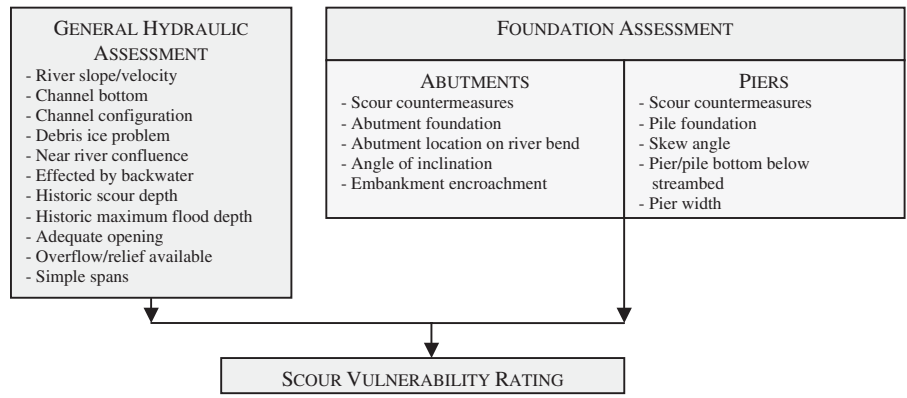 GENERAL HYDRAULIC
ASSESSMENT
- River slope/velocity
- Channel bottom
- Channel configuration
- Debris ice problem
- Near river confluence
- Effected by backwater
- Historic scour depth
- Historic maximum flood depth
- Adequate opening
- Overflow/relief available
- Simple spans
FOUNDATION ASSESSMENT
ABUTMENTS
- Scour countermeasures
- Abutment foundation
- Abutment location on river bend
- Angle of inclination
- Embankment encroachment
PIERS
- Scour countermeasures
- Pile foundation
- Skew angle
- Pier/pile bottom below
streambed
- Pier width
SCOUR VULNERABILITY RATING